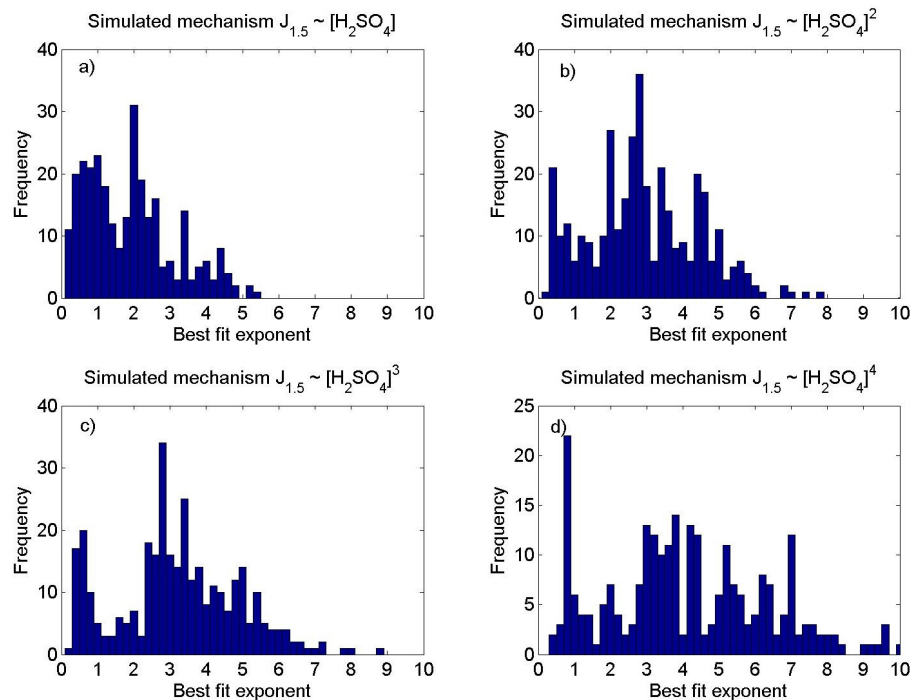 Simulated mechanism J₁.₅ ~ [H₂SO₄]
a)
40
30
20
10
0
Frequency
0 1 2 3 4 5 6 7 8 9 10
Best fit exponent
Simulated mechanism J₁.₅ ~ [H₂SO₄]²
b)
40
30
20
10
0
Frequency
0 1 2 3 4 5 6 7 8 9 10
Best fit exponent
Simulated mechanism J₁.₅ ~ [H₂SO₄]³
c)
40
30
20
10
0
Frequency
0 1 2 3 4 5 6 7 8 9 10
Best fit exponent
Simulated mechanism J₁.₅ ~ [H₂SO₄]⁴
d)
25
20
15
10
5
0
Frequency
0 1 2 3 4 5 6 7 8 9 10
Best fit exponent